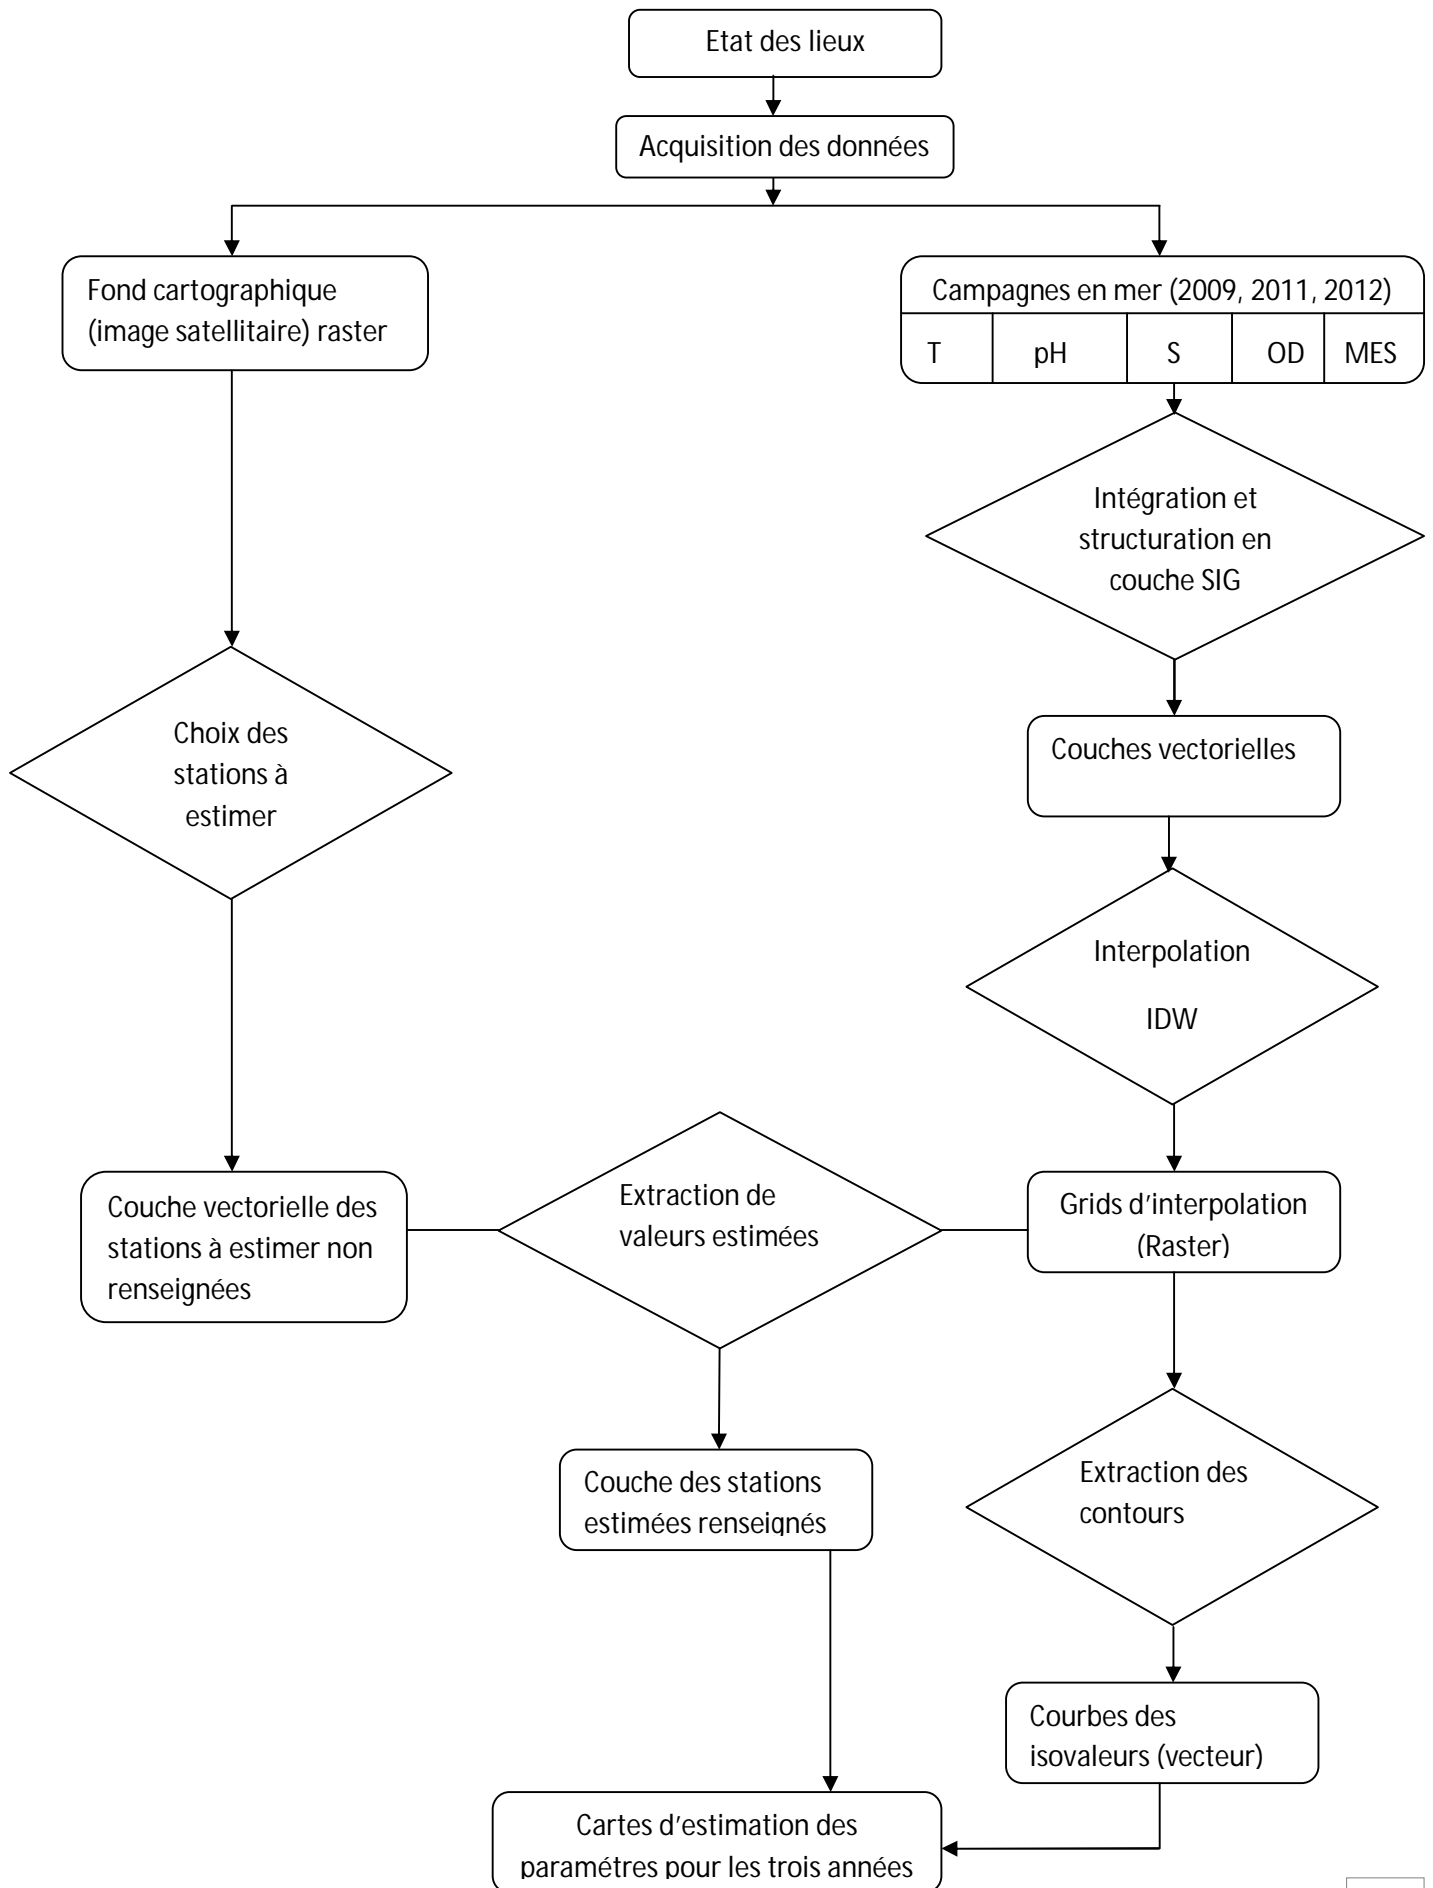 Etat des lieux
Acquisition des données
Fond cartographique
(image satellitaire) raster
Campagnes en mer (2009, 2011, 2012)
T pH S OD MES
Intégration et
structuration en
couche SIG
Choix des
stations à
estimer
Couches vectorielles
Interpolation
IDW
Couche vectorielle des
stations à estimer non
renseignées
Extraction de
valeurs estimées
Grids d'interpolation
(Raster)
Couche des stations
estimées renseignés
Extraction des
contours
Courbes des
isovaleurs (vecteur)
Cartes d'estimation des
paramétres pour les trois années